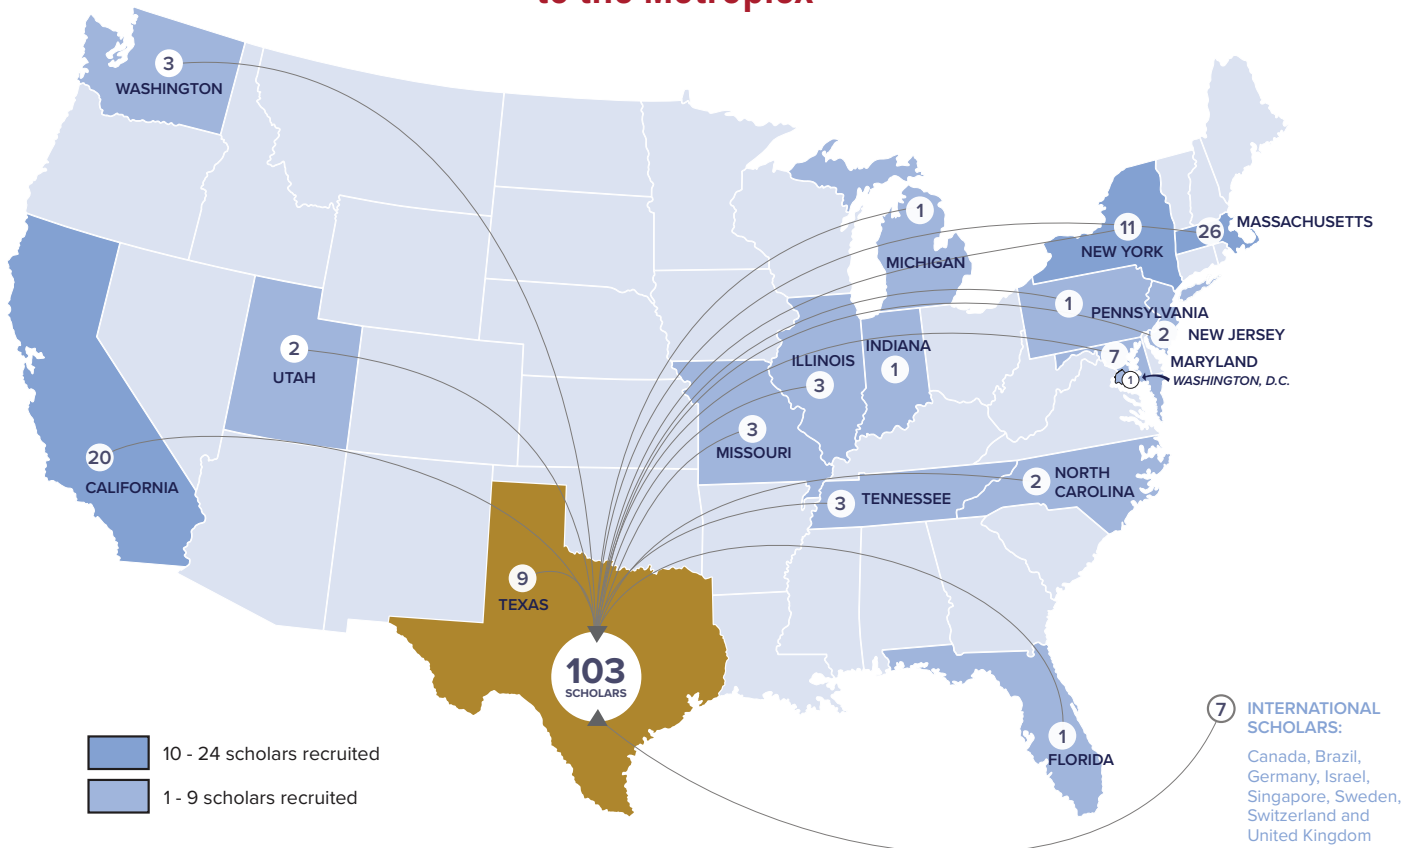 to the Metroplex
3
WASHINGTON
1
MICHIGAN
11
NEW YORK
26
MASSACHUSETTS
1
PENNSYLVANIA
2
NEW JERSEY
7
MARYLAND
1
WASHINGTON, D.C.
2
UTAH
INDIANA
1
ILLINOIS
3
3
MISSOURI
20
CALIFORNIA
2
NORTH
CAROLINA
3
TENNESSEE
9
TEXAS
103
SCHOLARS
1
FLORIDA
7
INTERNATIONAL
SCHOLARS:
Canada, Brazil,
Germany, Israel,
Singapore, Sweden,
Switzerland and
United Kingdom
10 - 24 scholars recruited
1 - 9 scholars recruited